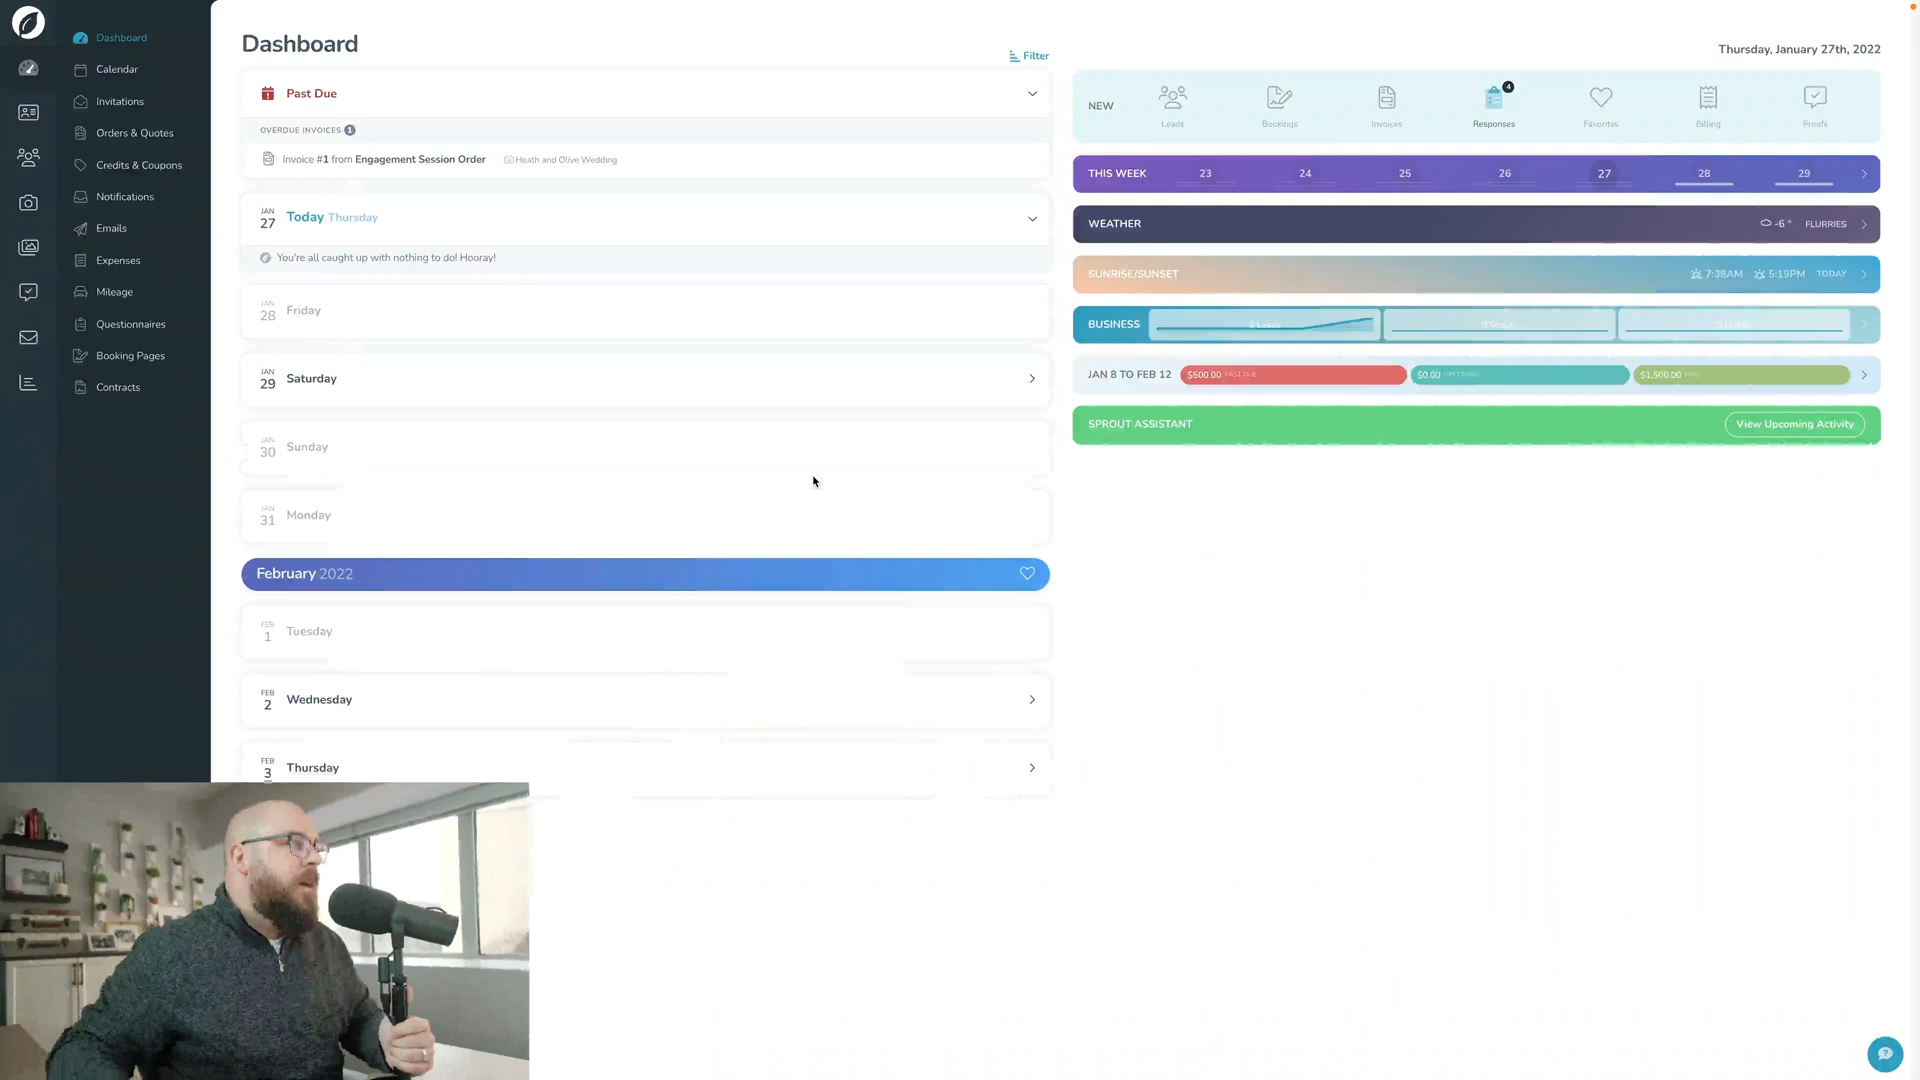 Dashboard
Calendar
Invitations
Orders & Quotes
Credits & Coupons
Notifications
Emails
Expenses
Mileage
Questionnaires
Booking Pages
Contracts
Dashboard
Filter
Past Due
OVERDUE INVOICES 1
Invoice #1 from Engagement Session Order Heath and Olive Wedding
JAN 27 Today Thursday
You're all caught up with nothing to do! Hooray!
JAN 28 Friday
JAN 29 Saturday
JAN 30 Sunday
JAN 31 Monday
February 2022
FEB 1 Tuesday
FEB 2 Wednesday
FEB 3 Thursday
Thursday, January 27th, 2022
NEW
Leads
Bookings
Invoices
4
Responses
Favorites
Billing
Proofs
THIS WEEK 23 24 25 26 27 28 29
WEATHER -6° FLURRIES
SUNRISE/SUNSET 7:38AM 5:19PM TODAY
BUSINESS
JAN 8 TO FEB 12 $500.00 PAST DUE $0.00 UPCOMING $1,500.00 PAID
SPROUT ASSISTANT View Upcoming Activity